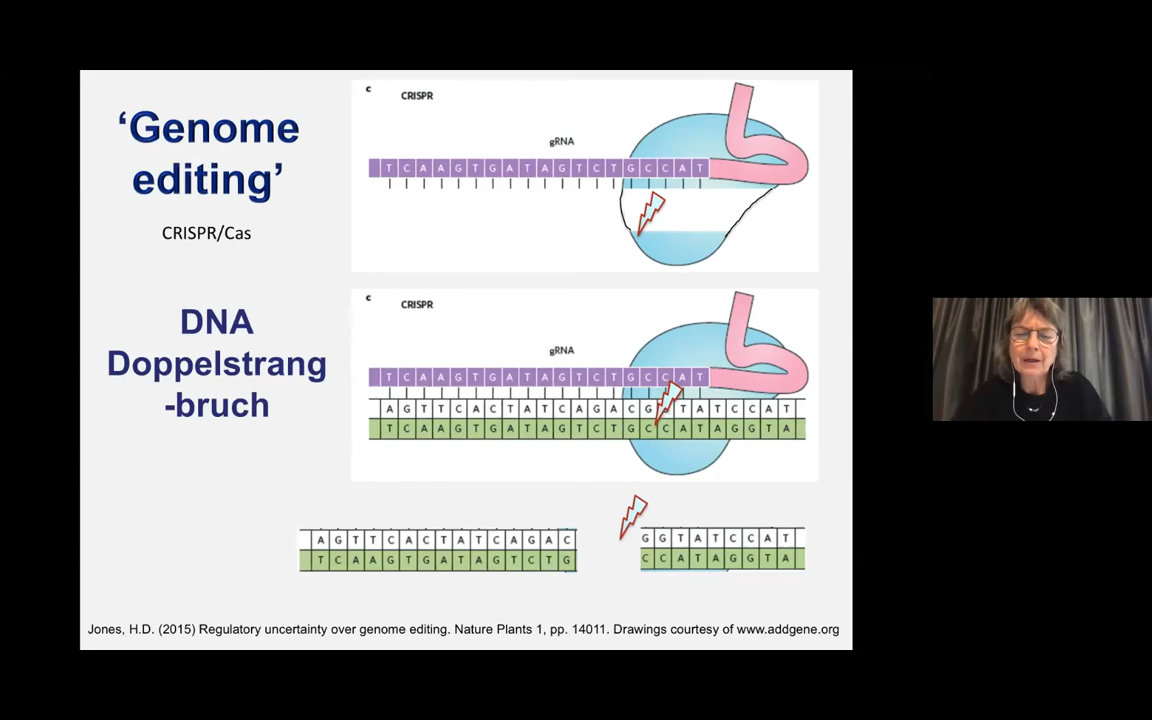 ‘Genome
editing’
CRISPR/Cas
DNA
Doppelstrang
-bruch
c CRISPR
gRNA
T C A A G T G A T A G T C T G C C A T
c CRISPR
gRNA
T C A A G T G A T A G T C T G C C A T
A G T T C A C T A T C A G A C G T A T C C A T
T C A A G T G A T A G T C T G C C A T A G G T A
A G T T C A C T A T C A G A C
T C A A G T G A T A G T C T G
G G T A T C C A T
C C A T A G G T A
Jones, H.D. (2015) Regulatory uncertainty over genome editing. Nature Plants 1, pp. 14011. Drawings courtesy of www.addgene.org